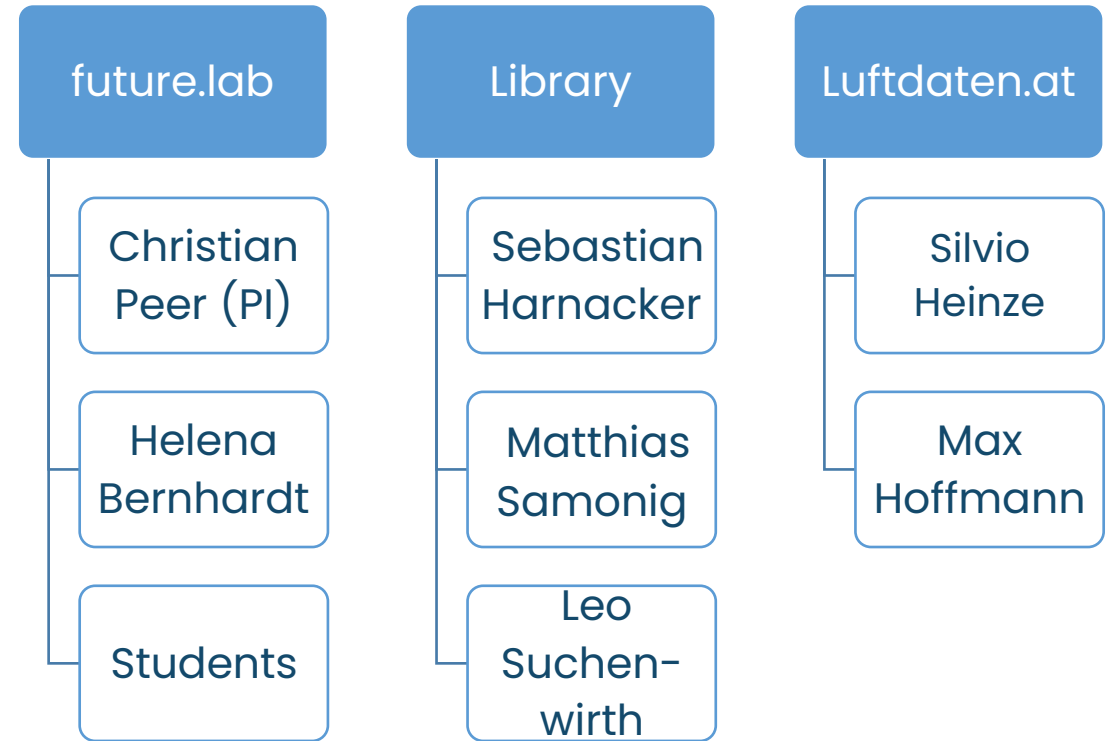 future.lab
Christian
Peer (PI)
Helena
Bernhardt
Students
Library
Sebastian
Harnacker
Matthias
Samonig
Leo
Suchen-
wirth
Luftdaten.at
Silvio
Heinze
Max
Hoffmann